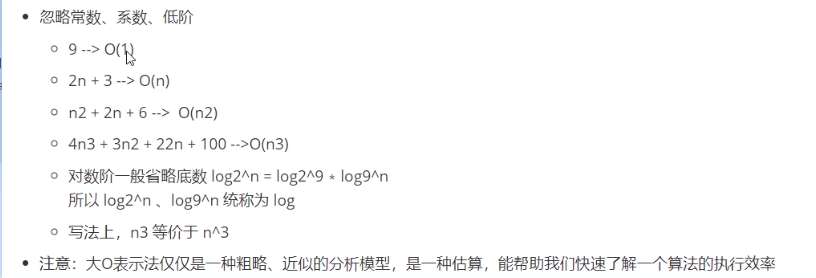 忽略常数、系数、低阶
9 --> O(1)
2n + 3 --> O(n)
n2 + 2n + 6 --> O(n2)
4n3 + 3n2 + 22n + 100 -->O(n3)
对数阶一般省略底数 log2^n = log2^9 * log9^n
所以 log2^n 、log9^n 统称为 log
写法上，n3 等价于 n^3
注意：大O表示法仅仅是一种粗略、近似的分析模型，是一种估算，能帮助我们快速了解一个算法的执行效率